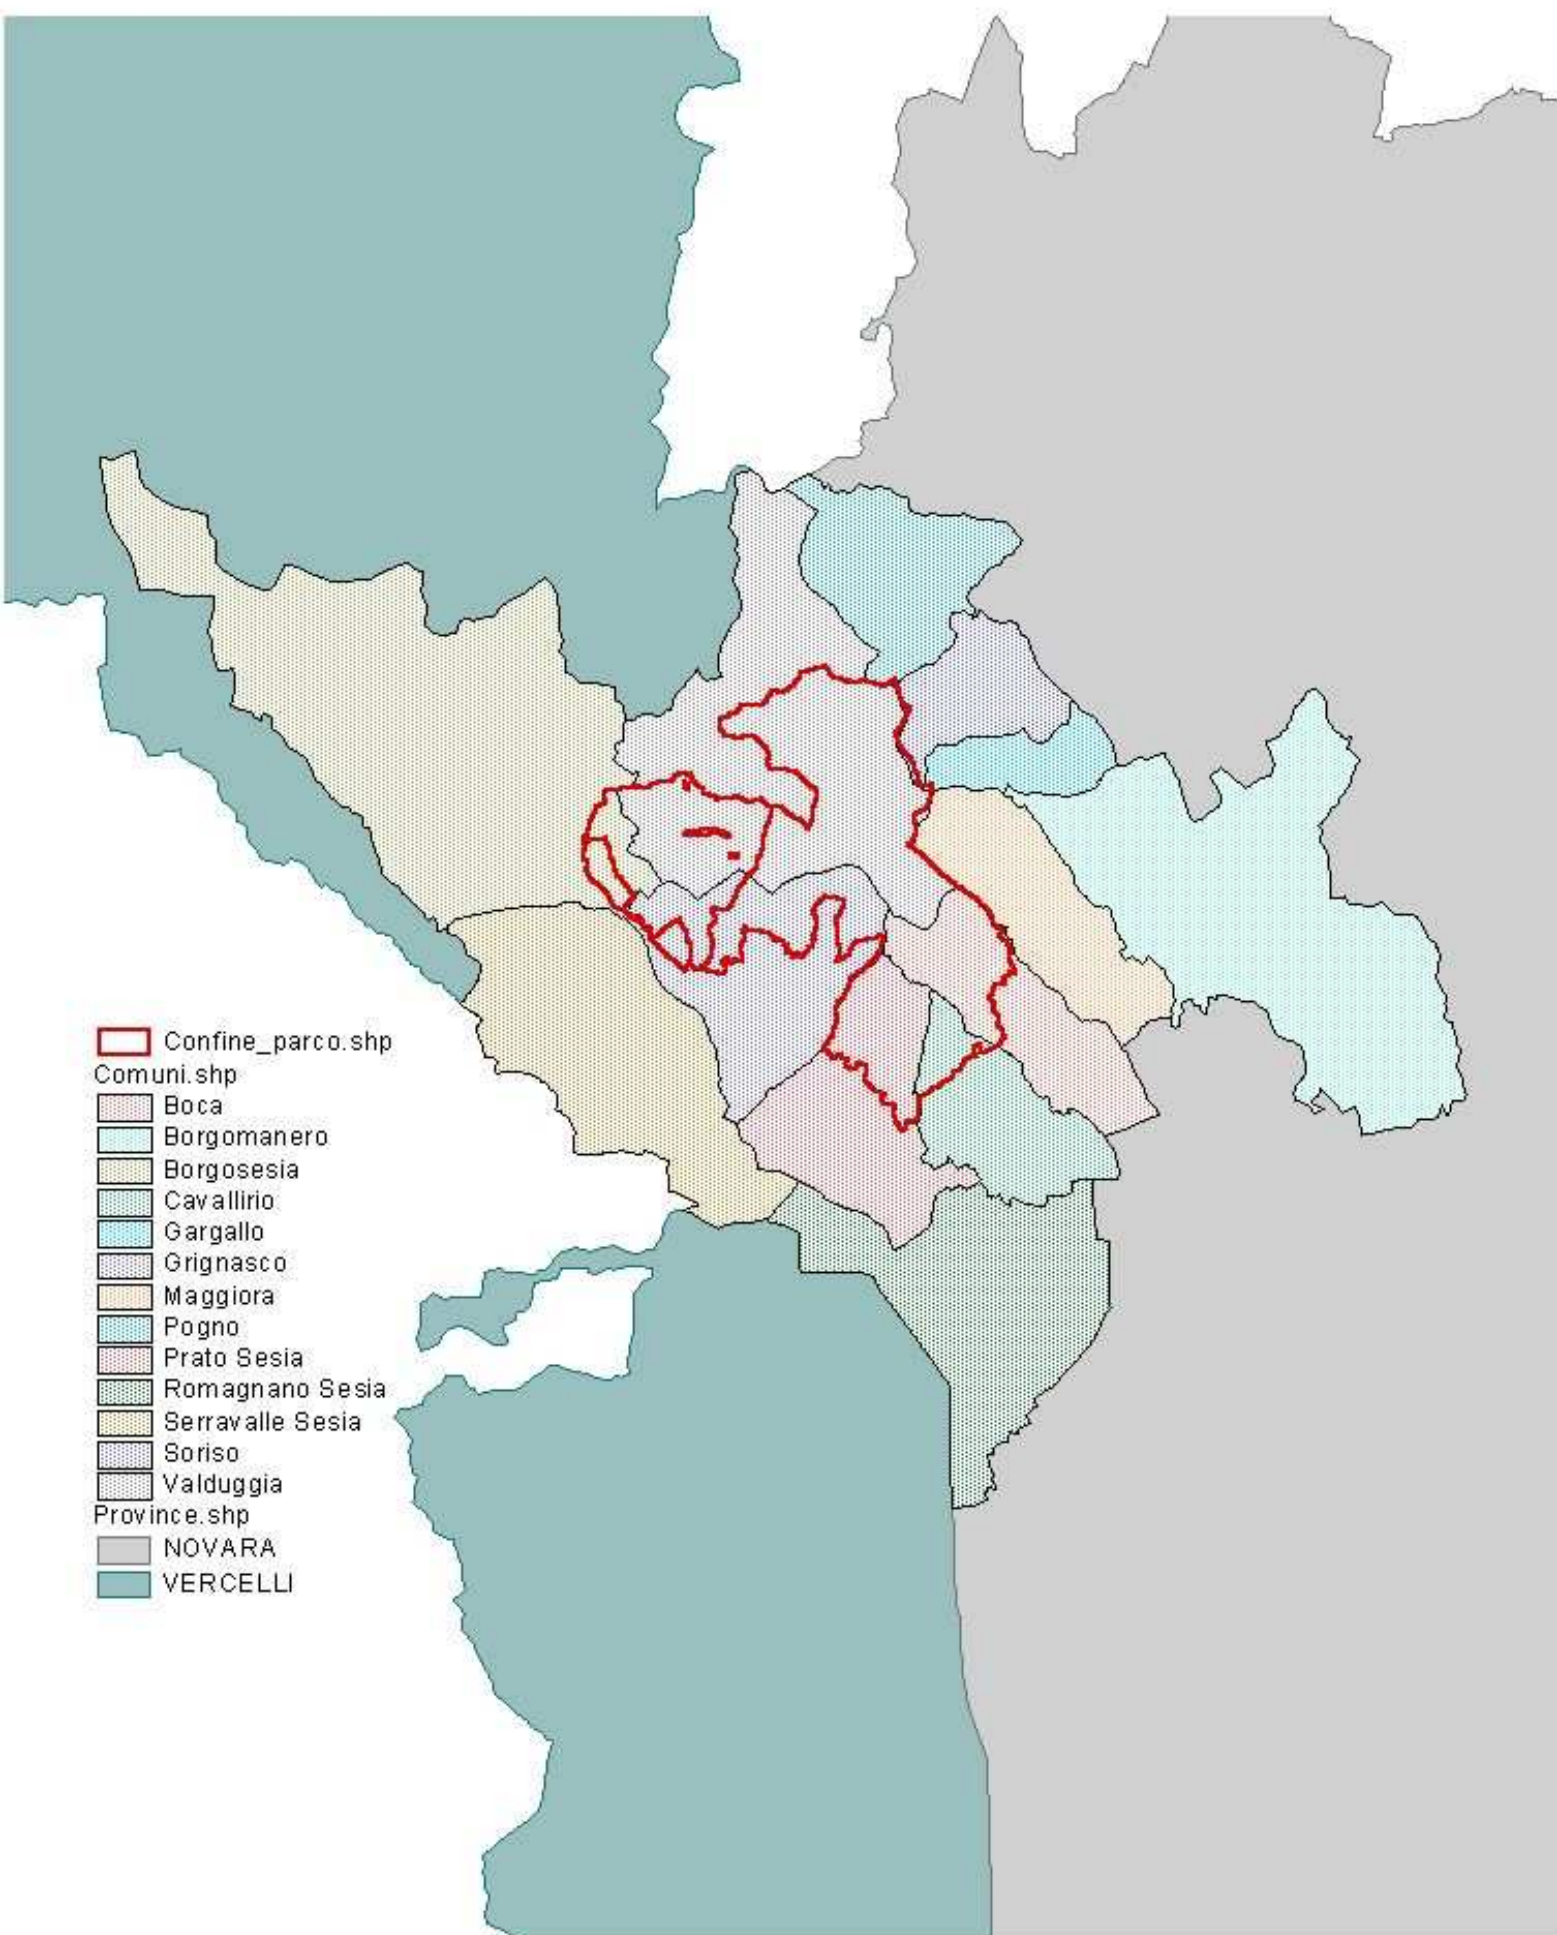 Confine_parco.shp
Comuni.shp
Boca
Borgomanero
Borgosesia
Cavallirio
Gargallo
Grignasco
Maggiora
Pogno
Prato Sesia
Romagnano Sesia
Serravalle Sesia
Soriso
Valduggia
Province.shp
NOVARA
VERCELLI